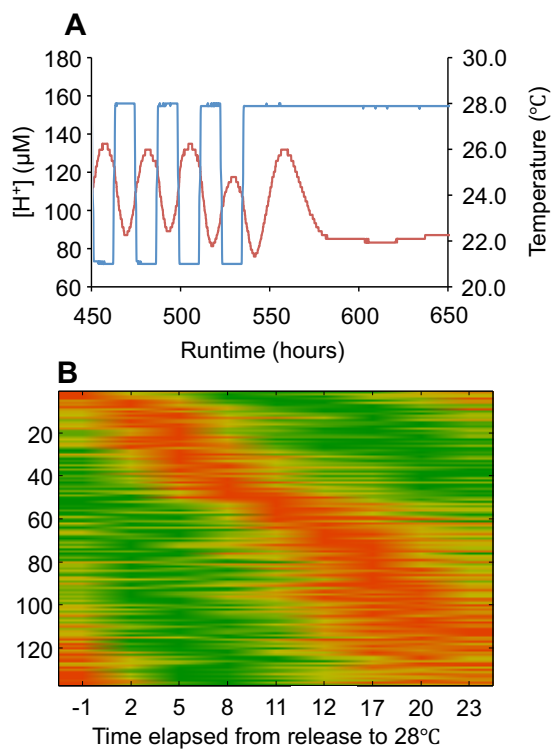 A
180
160
140
120
100
80
60
[H+] (µM)
30.0
28.0
26.0
24.0
22.0
20.0
Temperature (℃)
450 500 550 600 650
Runtime (hours)
B
20
40
60
80
100
120
-1 2 5 8 11 12 17 20 23
Time elapsed from release to 28℃